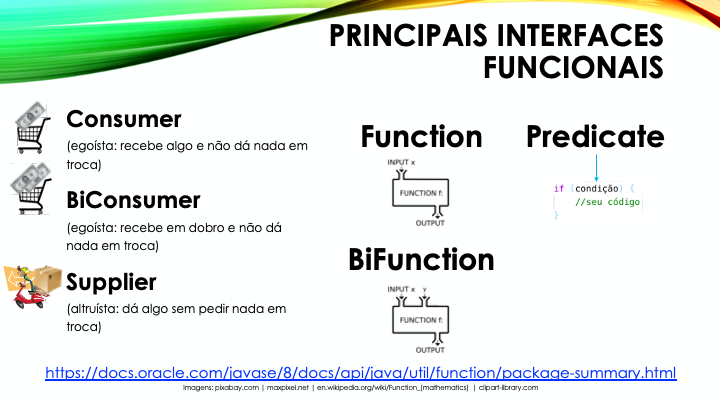 PRINCIPAIS INTERFACES
FUNCIONAIS
Consumer
(egoísta: recebe algo e não dá nada em
troca)
BiConsumer
(egoísta: recebe em dobro e não dá
nada em troca)
Supplier
(altruísta: dá algo sem pedir nada em
troca)
Function
INPUT x
FUNCTION f:
OUTPUT
BiFunction
INPUT x Y
FUNCTION f:
OUTPUT
Predicate
if (condição) {
//seu código
}
https://docs.oracle.com/javase/8/docs/api/java/util/function/package-summary.html
Imagens: pixabay.com | maxpixel.net | en.wikipedia.org/wiki/Function_(mathematics) | clipart-library.com